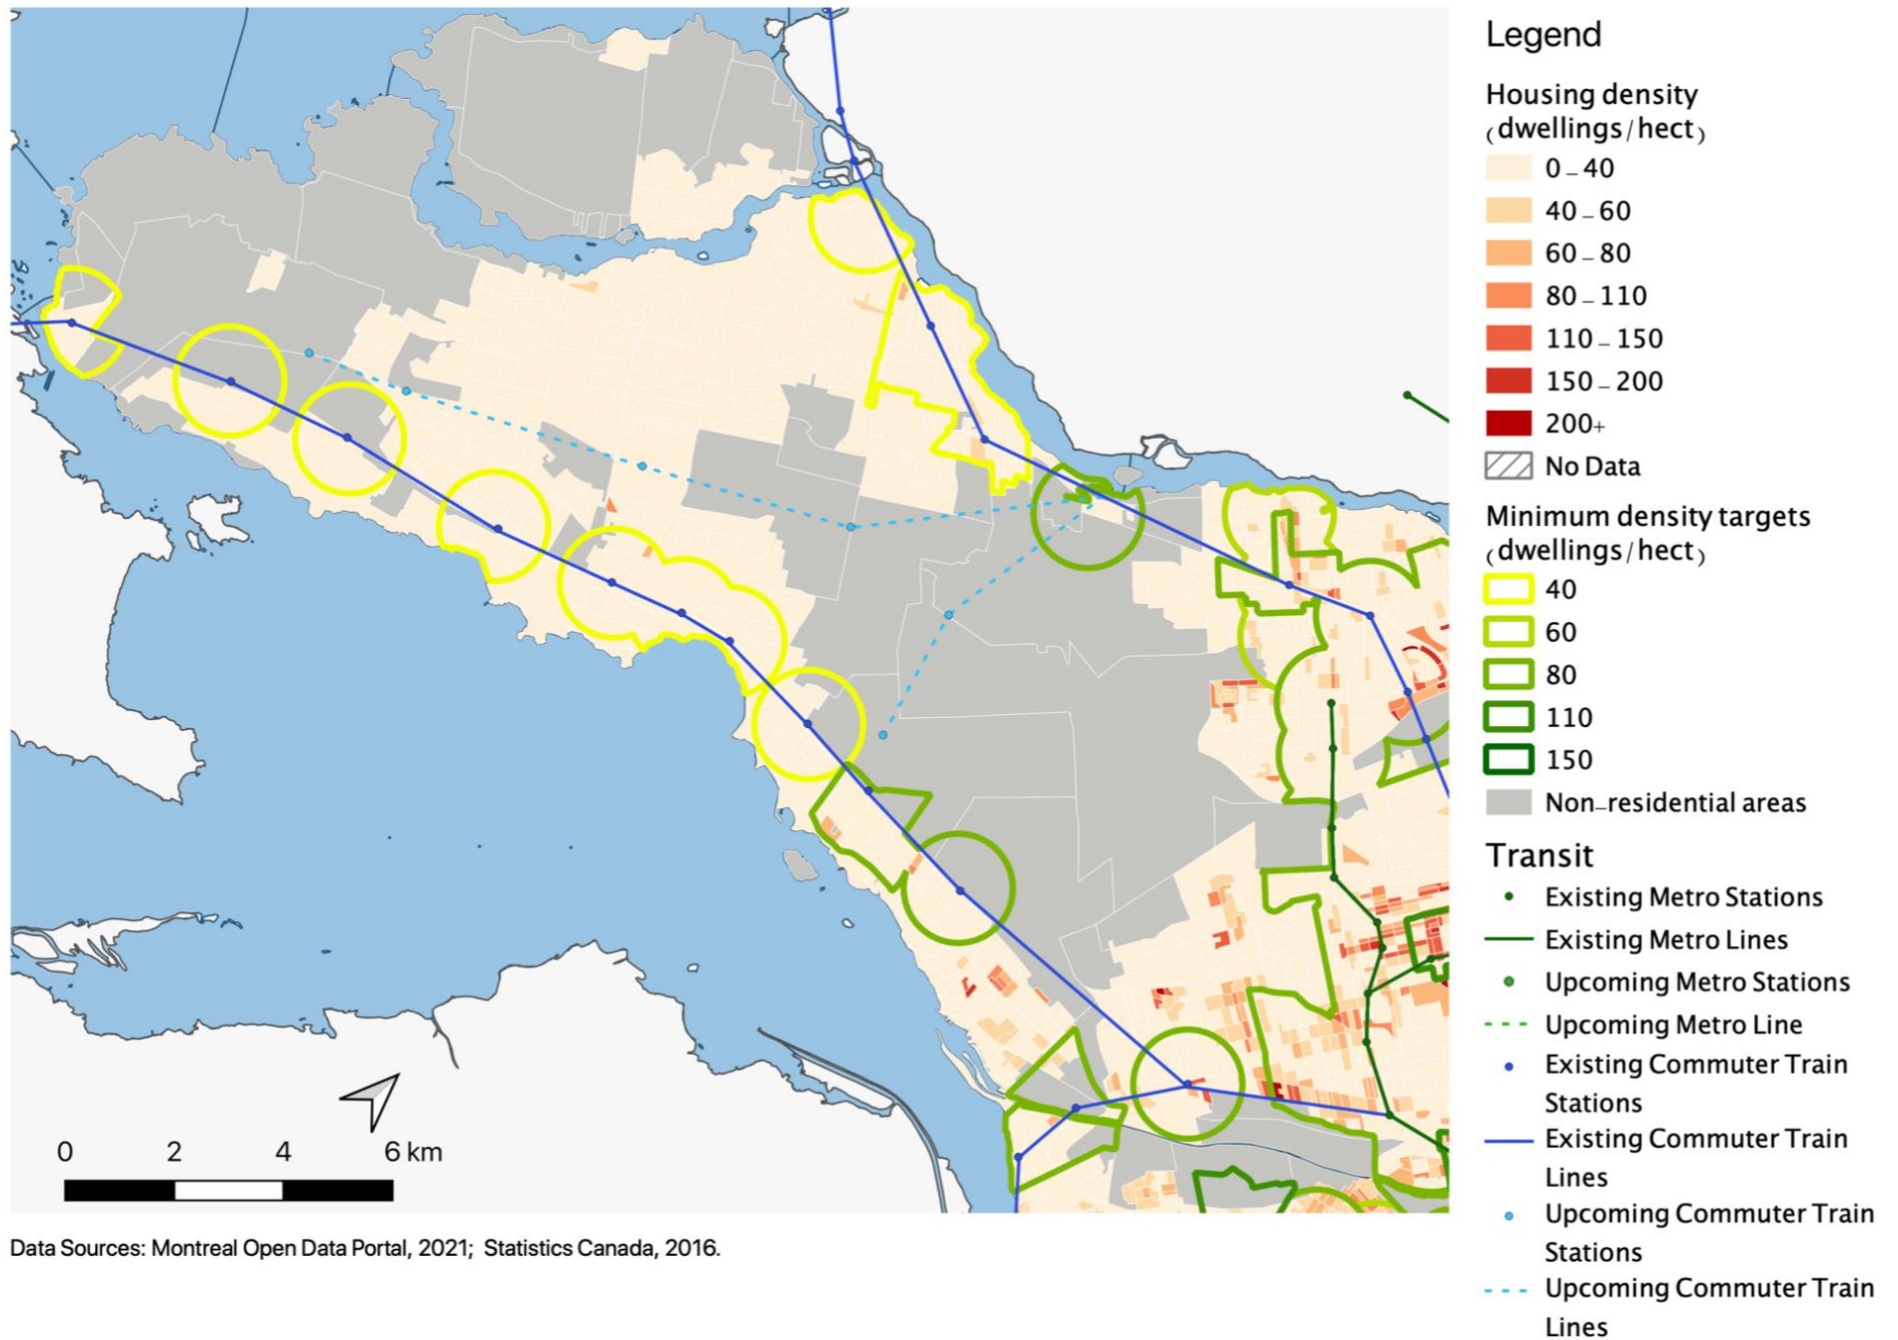 Legend
Housing density
(dwellings/hect)
0–40
40–60
60–80
80–110
110–150
150–200
200+
No Data
Minimum density targets
(dwellings/hect)
40
60
80
110
150
Non-residential areas
Transit
Existing Metro Stations
Existing Metro Lines
Upcoming Metro Stations
Upcoming Metro Line
Existing Commuter Train
Stations
Existing Commuter Train
Lines
Upcoming Commuter Train
Stations
Upcoming Commuter Train
Lines
0 2 4 6 km
Data Sources: Montreal Open Data Portal, 2021; Statistics Canada, 2016.